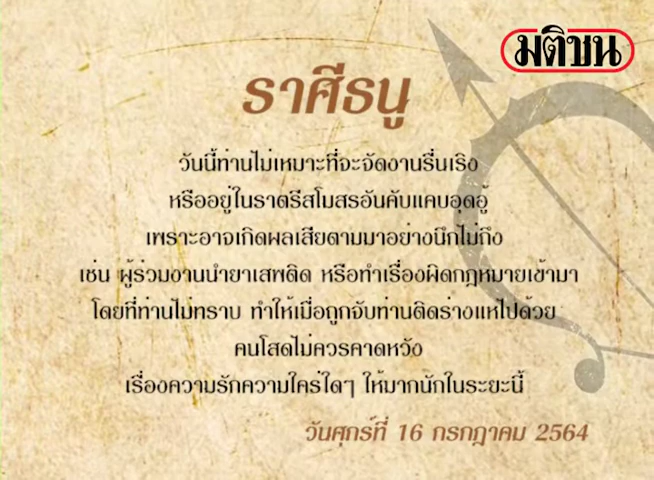 มติชน
ราศีธนู
วันนี้ท่านไม่เหมาะที่จะจัดงานรื่นเริง
หรืออยู่ในราตรีสโมสรอันคับแคบอุดอู้
เพราะอาจเกิดผลเสียตามมาอย่างนึกไม่ถึง
เช่น ผู้ร่วมงานนำยาเสพติด หรือทำเรื่องผิดกฎหมายเข้ามา
โดยที่ท่านไม่ทราบ ทำให้เมื่อถูกจับท่านติดร่างแหไปด้วย
คนโสดไม่ควรคาดหวัง
เรื่องความรักความใคร่ใดๆ ให้มากนักในระยะนี้
วันศุกร์ที่ 16 กรกฎาคม 2564